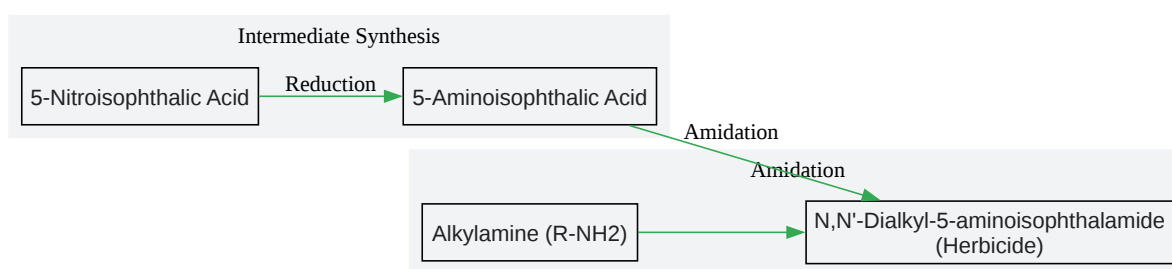 Intermediate Synthesis
5-Nitroisophthalic Acid
Reduction
5-Aminoisophthalic Acid
Amidation
Amidation
Alkylamine (R-NH2)
N,N'-Dialkyl-5-aminoisophthalamide
(Herbicide)